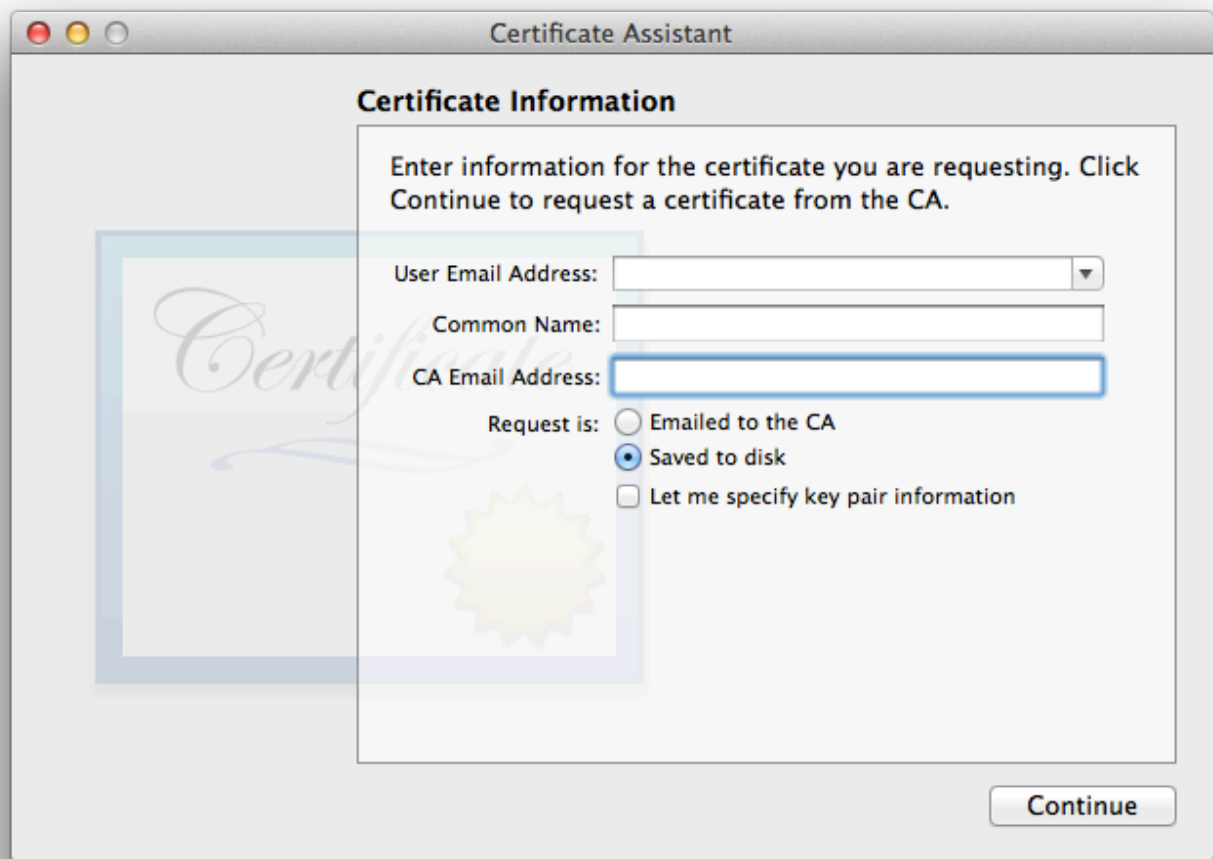 Certificate Assistant
Certificate Information
Enter information for the certificate you are requesting. Click
Continue to request a certificate from the CA.
User Email Address:
Common Name:
CA Email Address:
Request is: Emailed to the CA
Saved to disk
Let me specify key pair information
Certificate
Continue